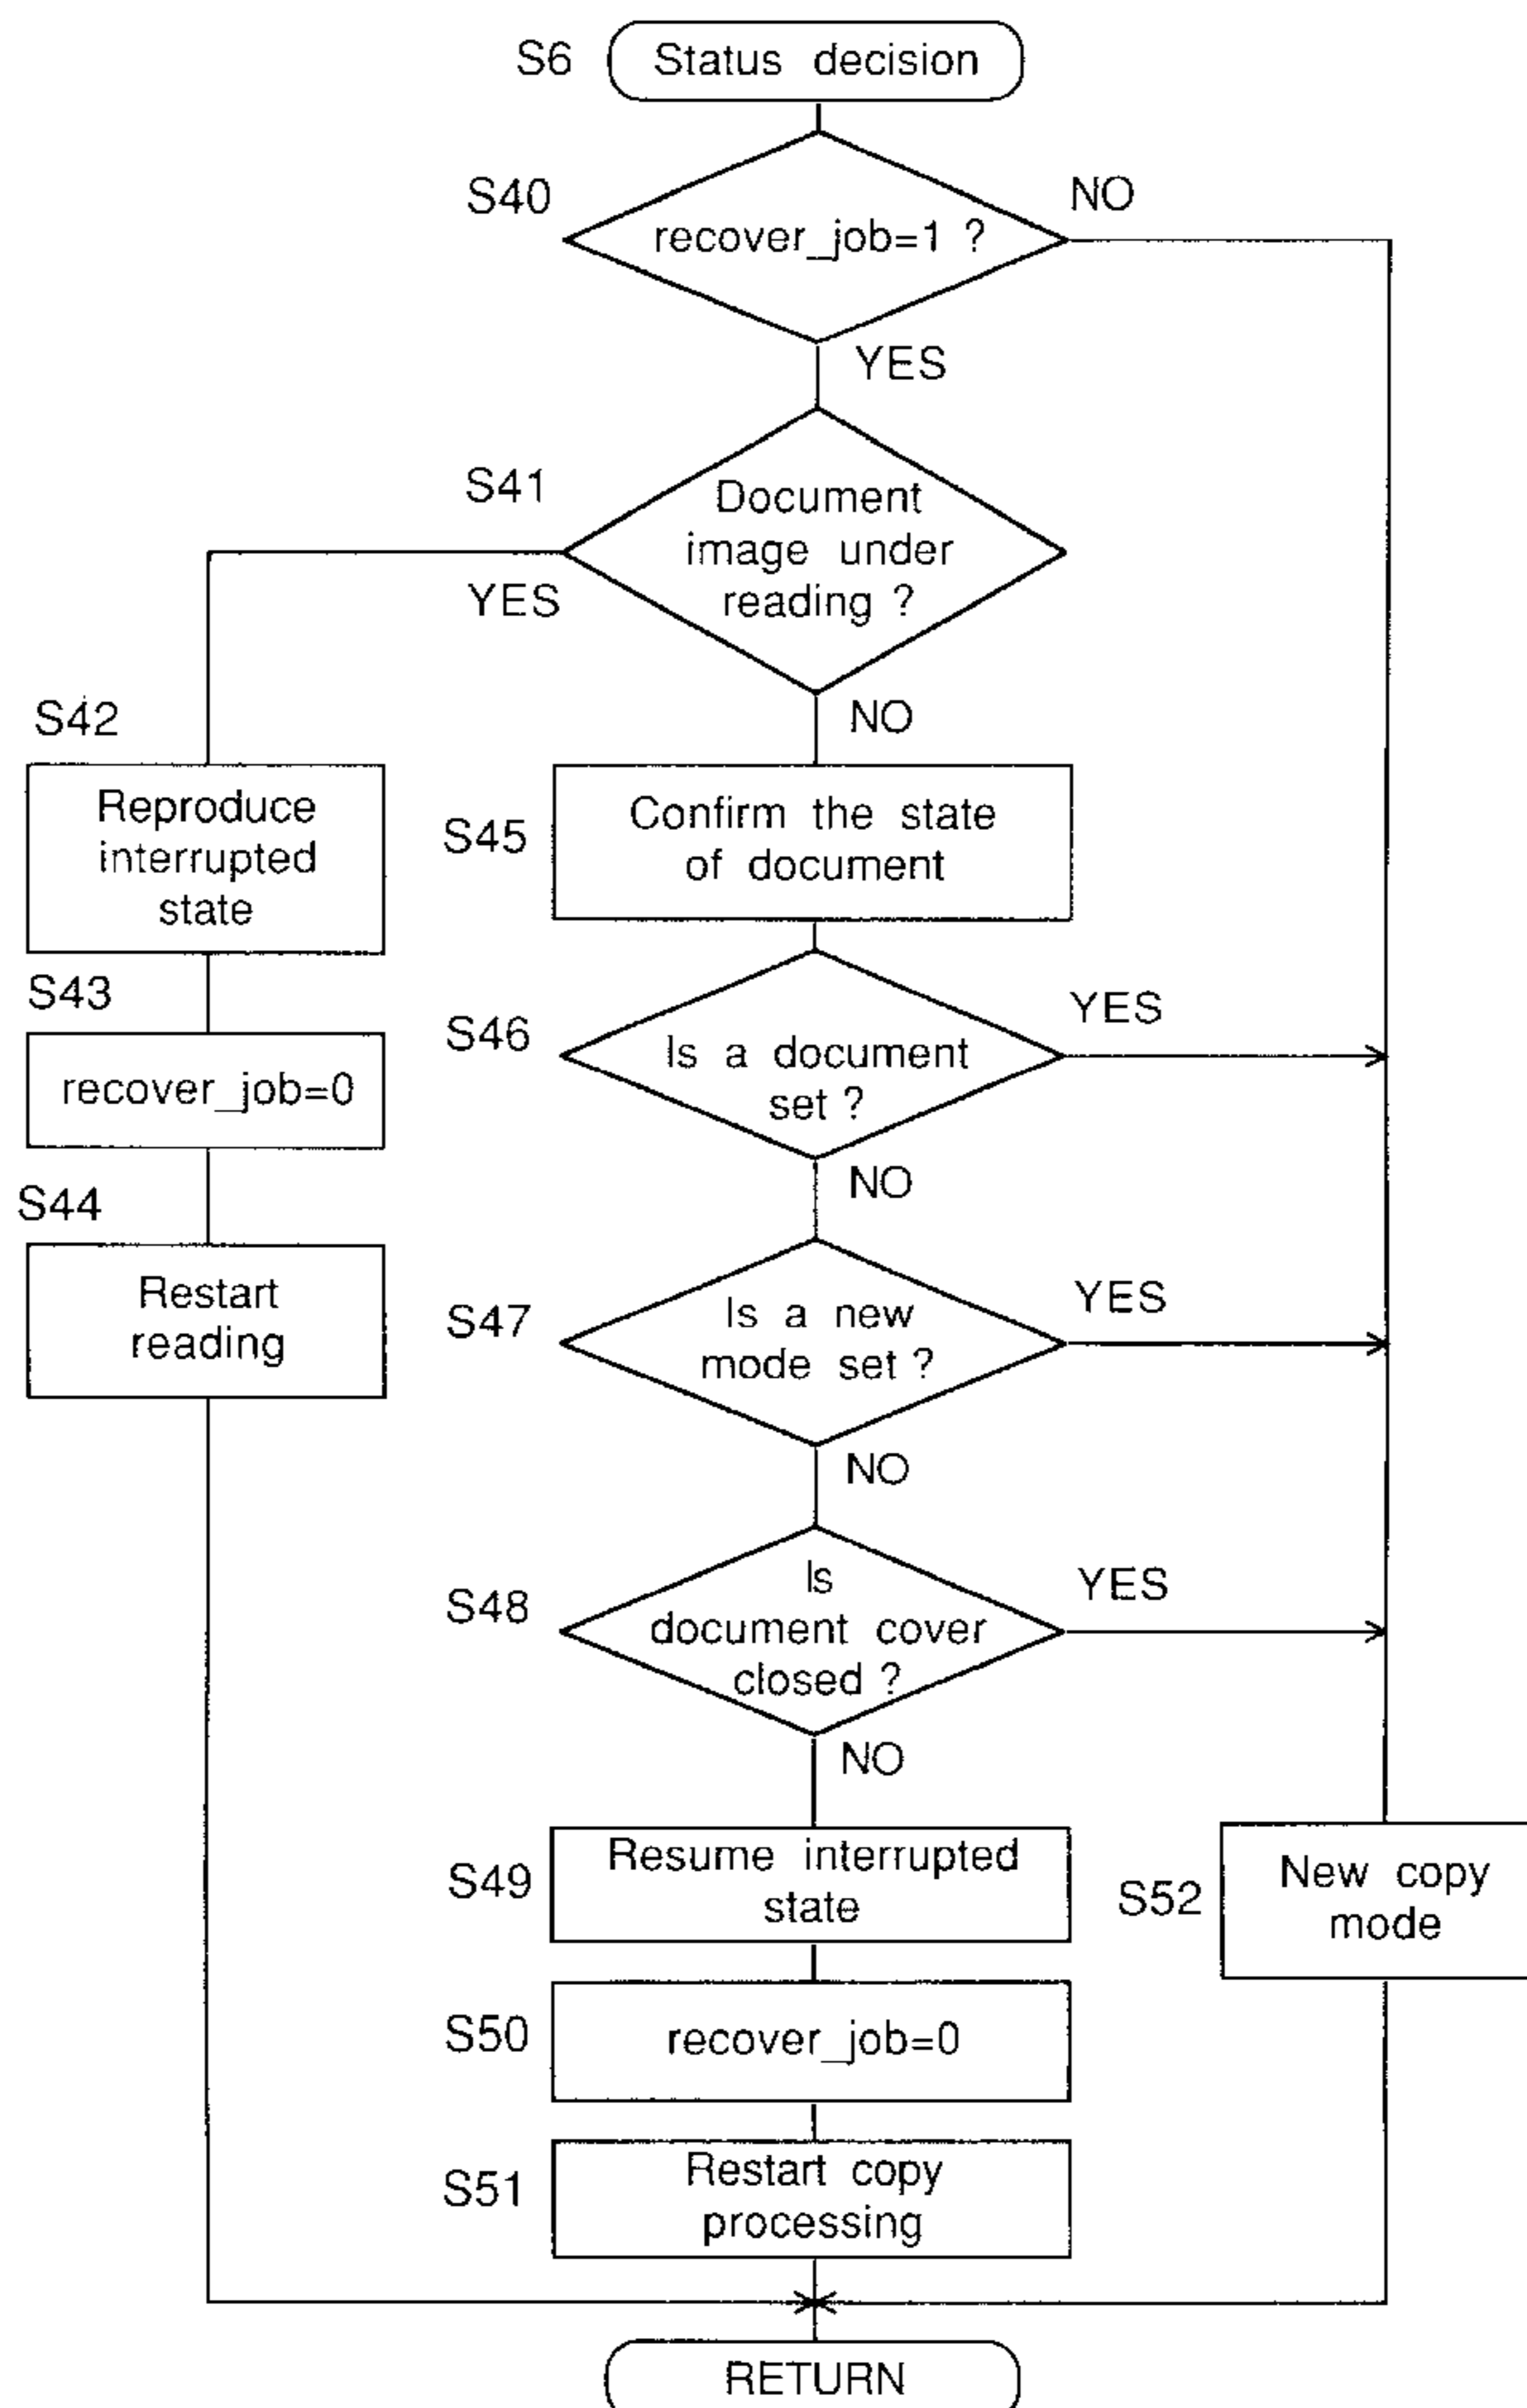 S6
Status decision
S40
recover_job=1 ?
NO
YES
S41
Document
image under
reading ?
YES
NO
S42
Reproduce
interrupted
state
S43
recover_job=0
S44
Restart
reading
S45
Confirm the state
of document
S46
Is a document
set ?
YES
NO
S47
Is a new
mode set ?
YES
NO
S48
Is
document cover
closed ?
YES
NO
S49
Resume interrupted
state
S52
New copy
mode
S50
recover_job=0
S51
Restart copy
processing
RETURN